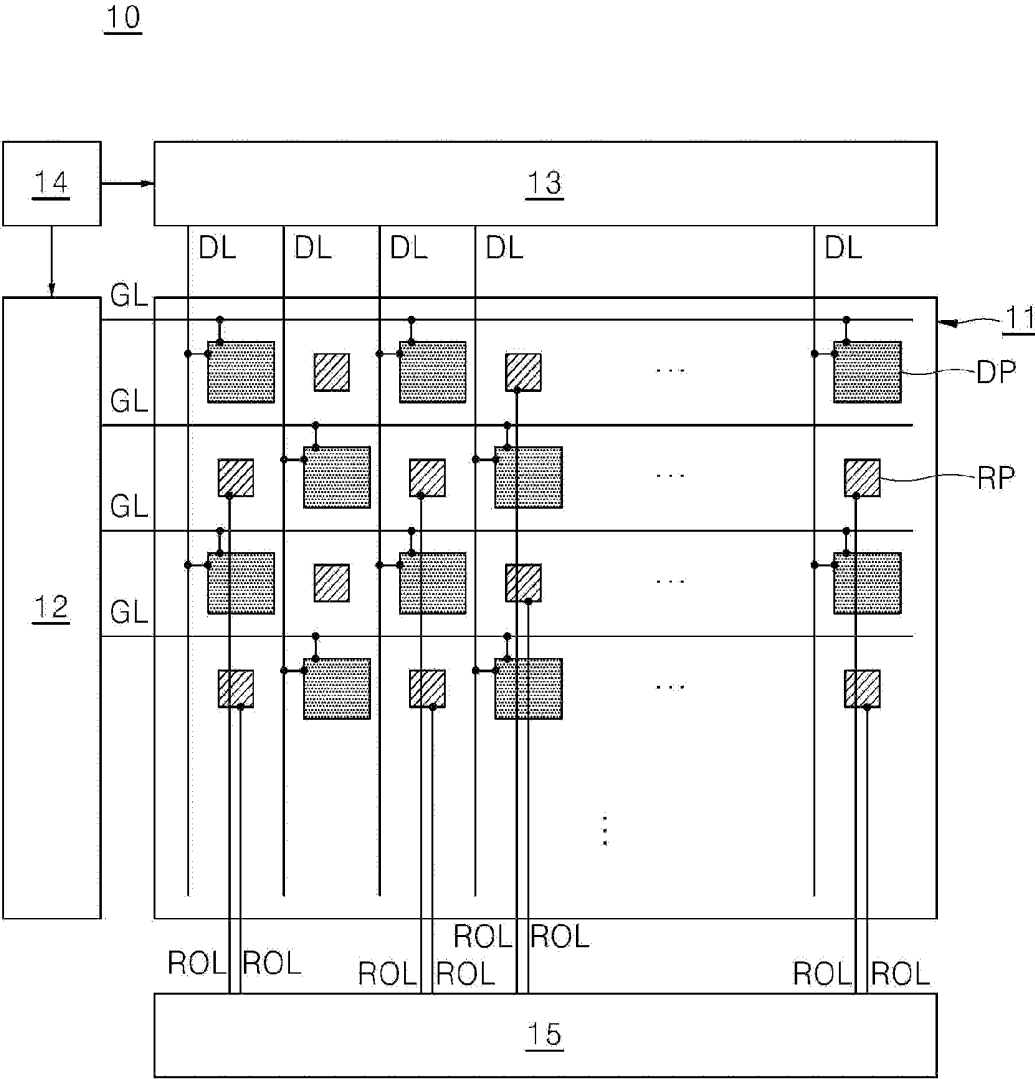 10
14
13
DL DL DL DL DL
GL
11
DP
...
GL
RP
...
GL
12
...
GL
...
ROL ROL
ROL ROL ROL ROL ROL ROL
15